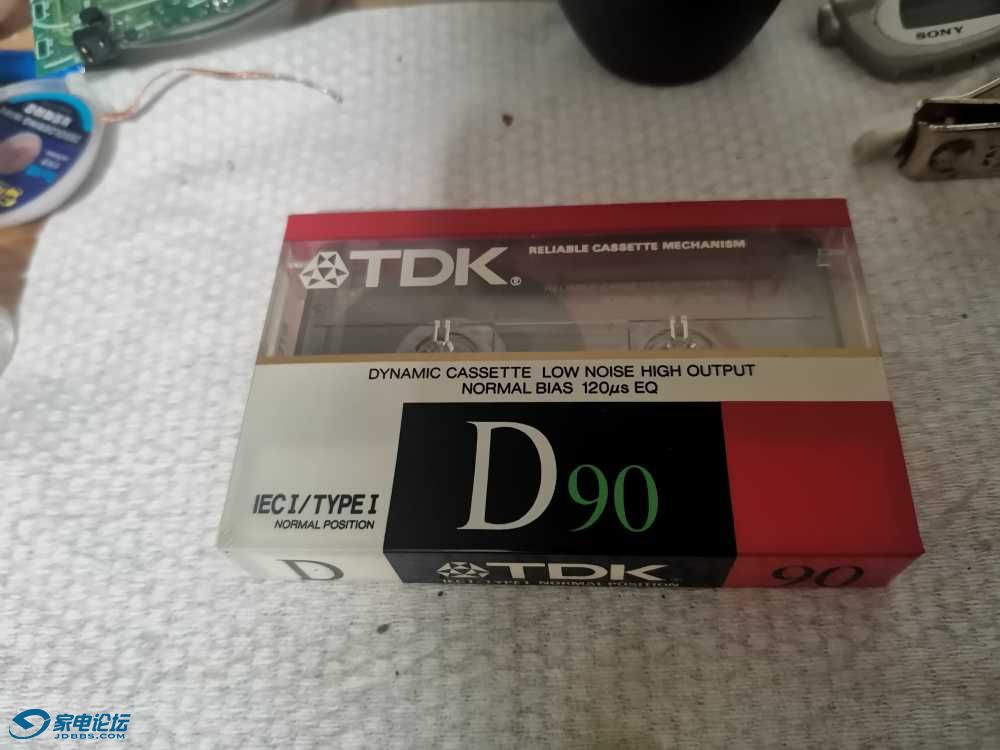 SONY
TDK®
RELIABLE CASSETTE MECHANISM
DYNAMIC CASSETTE LOW NOISE HIGH OUTPUT
NORMAL BIAS 120µs EQ
D90
IEC I/TYPE I
NORMAL POSITION
D
TDK
IEC I/TYPE I NORMAL POSITION
90
家电论坛
JDBBS.COM